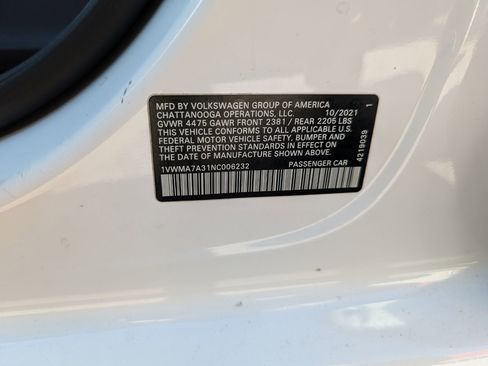 MFD BY VOLKSWAGEN GROUP OF AMERICA
CHATTANOOGA OPERATIONS, LLC. 10/2021
GVWR 4475 GAWR FRONT 2381 / REAR 2205 LBS
THIS VEHICLE CONFORMS TO ALL APPLICABLE U.S.
FEDERAL MOTOR VEHICLE SAFETY, BUMPER AND
THEFT PREVENTION STANDARDS IN EFFECT ON THE
DATE OF MANUFACTURE SHOWN ABOVE.
1VWMA7A31NC006232 PASSENGER CAR
4219039 1